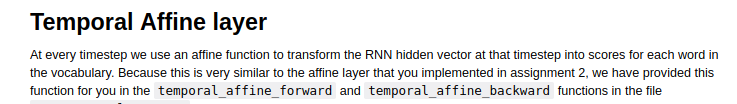 Temporal Affine layer
At every timestep we use an affine function to transform the RNN hidden vector at that timestep into scores for each word in
the vocabulary. Because this is very similar to the affine layer that you implemented in assignment 2, we have provided this
function for you in the temporal_affine_forward and temporal_affine_backward functions in the file